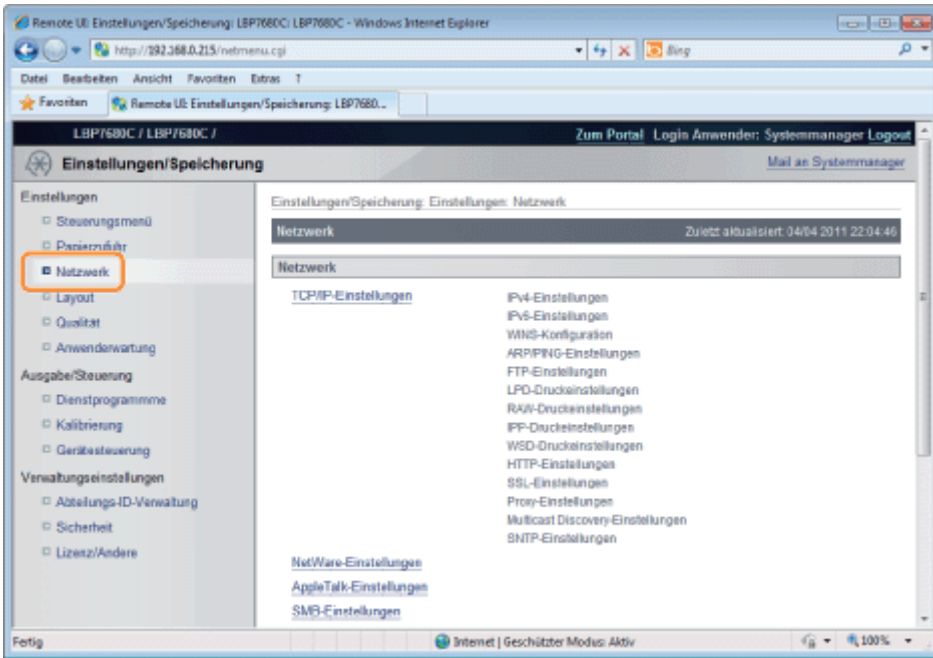 Remote UI: Einstellungen/Speicherung: LBP7680C: LBP7680C - Windows Internet Explorer
http://192.168.0.215/netmenu.cgi
Bing
Datei Bearbeiten Ansicht Favoriten Extras ?
Favoriten
Remote UI: Einstellungen/Speicherung: LBP7680...
LBP7680C / LBP7680C /
Zum Portal Login Anwender: Systemmanager Logout
Einstellungen/Speicherung
Mail an Systemmanager
Einstellungen
Steuerungsmenü
Papierzufuhr
Netzwerk
Layout
Qualität
Anwenderwartung
Ausgabe/Steuerung
Dienstprogrammme
Kalibrierung
Gerätesteuerung
Verwaltungseinstellungen
Abteilungs-ID-Verwaltung
Sicherheit
Lizenz/Andere
Einstellungen/Speicherung: Einstellungen: Netzwerk
Netzwerk
Zuletzt aktualisiert: 04/04 2011 22:04:46
Netzwerk
TCP/IP-Einstellungen
IPv4-Einstellungen
IPv6-Einstellungen
WINS-Konfiguration
ARP/PING-Einstellungen
FTP-Einstellungen
LPD-Druckeinstellungen
RAW-Druckeinstellungen
IPP-Druckeinstellungen
WSD-Druckeinstellungen
HTTP-Einstellungen
SSL-Einstellungen
Proxy-Einstellungen
Multicast Discovery-Einstellungen
SNTP-Einstellungen
NetWare-Einstellungen
AppleTalk-Einstellungen
SMB-Einstellungen
Fertig
Internet | Geschützter Modus: Aktiv
100%